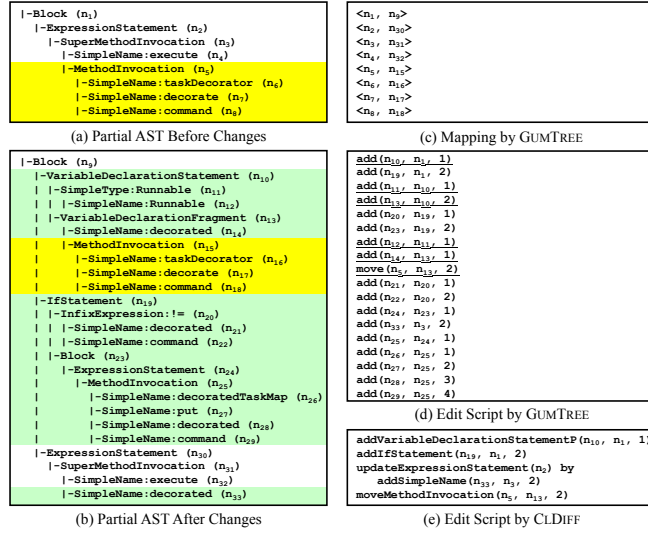 |-Block (n1)
|-ExpressionStatement (n2)
|-SuperMethodInvocation (n3)
|-SimpleName:execute (n4)
|-MethodInvocation (n5)
|-SimpleName:taskDecorator (n6)
|-SimpleName:decorate (n7)
|-SimpleName:command (n8)
(a) Partial AST Before Changes
|-Block (n9)
|-VariableDeclarationStatement (n10)
| |-SimpleType:Runnable (n11)
| | |-SimpleName:Runnable (n12)
| |-VariableDeclarationFragment (n13)
| |-SimpleName:decorated (n14)
| |-MethodInvocation (n15)
| |-SimpleName:taskDecorator (n16)
| |-SimpleName:decorate (n17)
| |-SimpleName:command (n18)
|-IfStatement (n19)
| |-InfixExpression:!= (n20)
| | |-SimpleName:decorated (n21)
| | |-SimpleName:command (n22)
| |-Block (n23)
| |-ExpressionStatement (n24)
| |-MethodInvocation (n25)
| |-SimpleName:decoratedTaskMap (n26)
| |-SimpleName:put (n27)
| |-SimpleName:decorated (n28)
| |-SimpleName:command (n29)
|-ExpressionStatement (n30)
|-SuperMethodInvocation (n31)
|-SimpleName:execute (n32)
|-SimpleName:decorated (n33)
(b) Partial AST After Changes
<n1, n9>
<n2, n30>
<n3, n31>
<n4, n32>
<n5, n15>
<n6, n16>
<n7, n17>
<n8, n18>
(c) Mapping by GUMTREE
add(n10, n1, 1)
add(n19, n1, 2)
add(n11, n10, 1)
add(n13, n10, 2)
add(n20, n19, 1)
add(n23, n19, 2)
add(n12, n11, 1)
add(n14, n13, 1)
move(n5, n13, 2)
add(n21, n20, 1)
add(n22, n20, 2)
add(n24, n23, 1)
add(n33, n3, 2)
add(n25, n24, 1)
add(n26, n25, 1)
add(n27, n25, 2)
add(n28, n25, 3)
add(n29, n25, 4)
(d) Edit Script by GUMTREE
addVariableDeclarationStatementP(n10, n1, 1)
addIfStatement(n19, n1, 2)
updateExpressionStatement(n2) by
addSimpleName(n33, n3, 2)
moveMethodInvocation(n5, n13, 2)
(e) Edit Script by CLDIFF